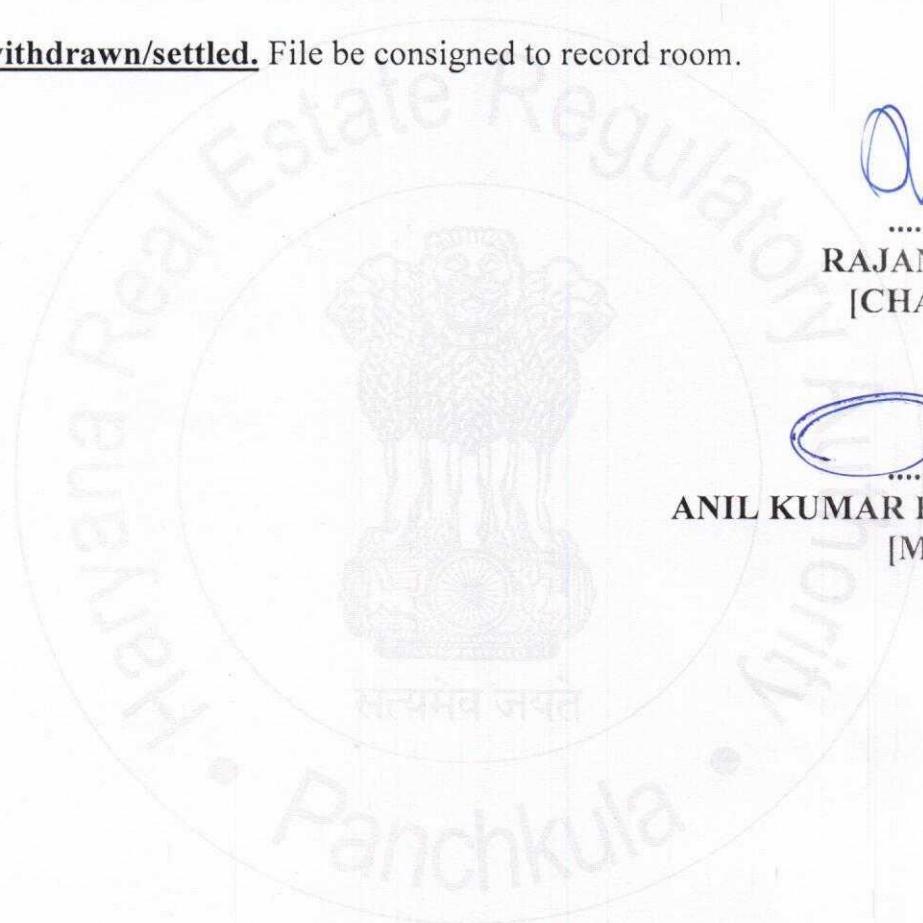 withdrawn/settled. File be consigned to record room.
.....
RAJAN
[CHA
.....
ANIL KUMAR
[M
Haryana Real Estate Regulatory Authority
सत्यमेव जयते
• Panchkula •